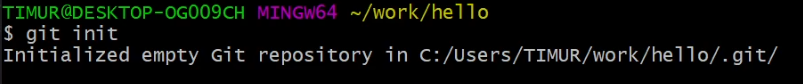 TIMUR@DESKTOP-OG009CH MINGW64 ~/work/hello
$ git init
Initialized empty Git repository in C:/Users/TIMUR/work/hello/.git/